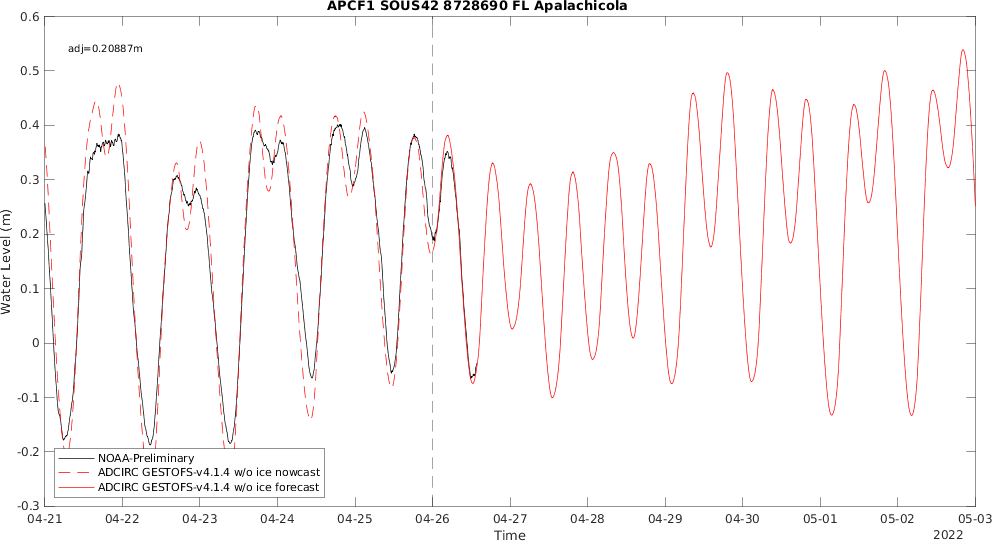 APCF1 SOUS42 8728690 FL Apalachicola
adj=0.20887m
Water Level (m)
0.6
0.5
0.4
0.3
0.2
0.1
0
-0.1
-0.2
-0.3
NOAA-Preliminary
ADCIRC GESTOFS-v4.1.4 w/o ice nowcast
ADCIRC GESTOFS-v4.1.4 w/o ice forecast
04-21 04-22 04-23 04-24 04-25 04-26 04-27 04-28 04-29 04-30 05-01 05-02 05-03
Time
2022